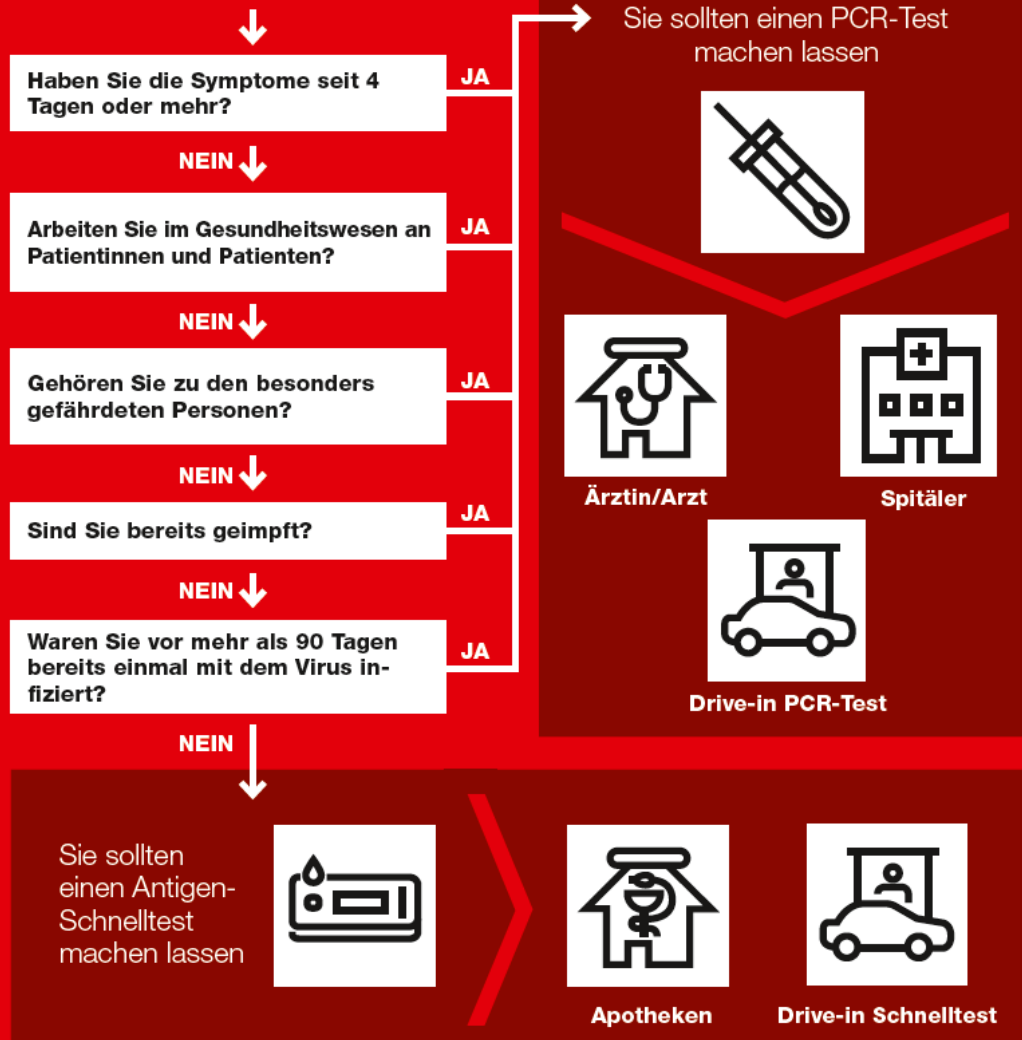 Haben Sie die Symptome seit 4
Tagen oder mehr?
JA
NEIN
Arbeiten Sie im Gesundheitswesen an
Patientinnen und Patienten?
JA
NEIN
Gehören Sie zu den besonders
gefährdeten Personen?
JA
NEIN
Sind Sie bereits geimpft?
JA
NEIN
Waren Sie vor mehr als 90 Tagen
bereits einmal mit dem Virus in-
fiziert?
JA
NEIN
Sie sollten einen PCR-Test
machen lassen
Ärztin/Arzt
Spitäler
Drive-in PCR-Test
Sie sollten
einen Antigen-
Schnelltest
machen lassen
Apotheken
Drive-in Schnelltest